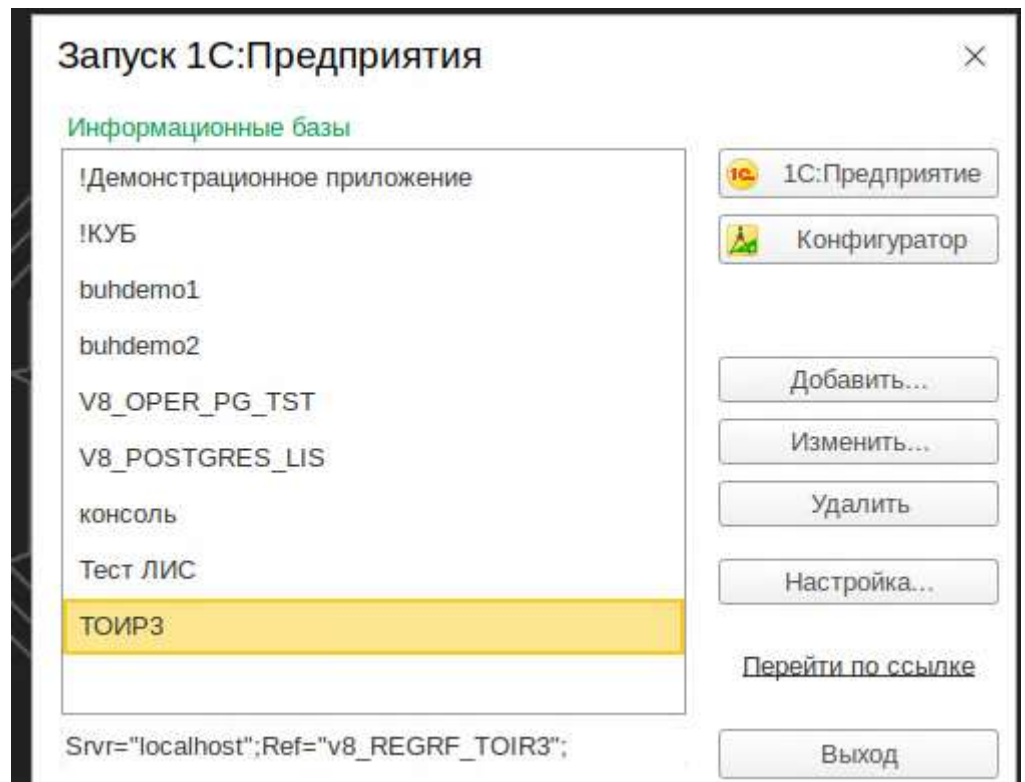 Запуск 1С:Предприятия
Информационные базы
!Демонстрационное приложение
!КУБ
buhdemo1
buhdemo2
V8_OPER_PG_TST
V8_POSTGRES_LIS
консоль
Тест ЛИС
ТОИР3
Srvr="localhost";Ref="v8_REGRF_TOIR3";
1С:Предприятие
Конфигуратор
Добавить...
Изменить...
Удалить
Настройка...
Перейти по ссылке
Выход